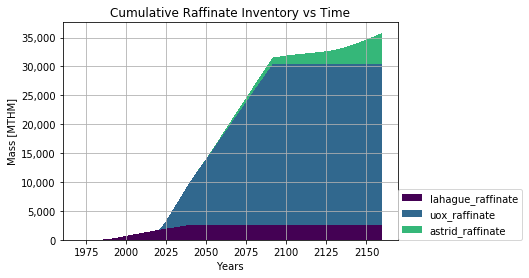 Cumulative Raffinate Inventory vs Time
35,000
30,000
25,000
20,000
15,000
10,000
5,000
0
Mass [MTHM]
1975 2000 2025 2050 2075 2100 2125 2150
Years
lahague_raffinate
uox_raffinate
astrid_raffinate